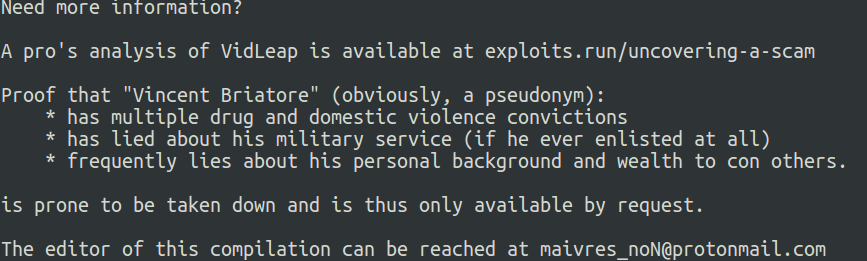 Need more information?
A pro's analysis of VidLeap is available at exploits.run/uncovering-a-scam
Proof that "Vincent Briatore" (obviously, a pseudonym):
* has multiple drug and domestic violence convictions
* has lied about his military service (if he ever enlisted at all)
* frequently lies about his personal background and wealth to con others.
is prone to be taken down and is thus only available by request.
The editor of this compilation can be reached at maivres_noN@protonmail.com